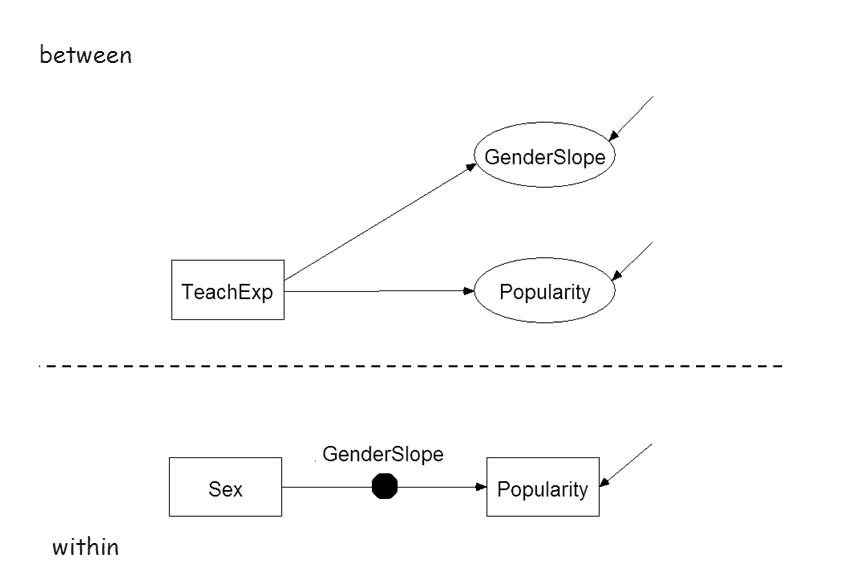 between
GenderSlope
TeachExp
Popularity
GenderSlope
Sex
Popularity
within